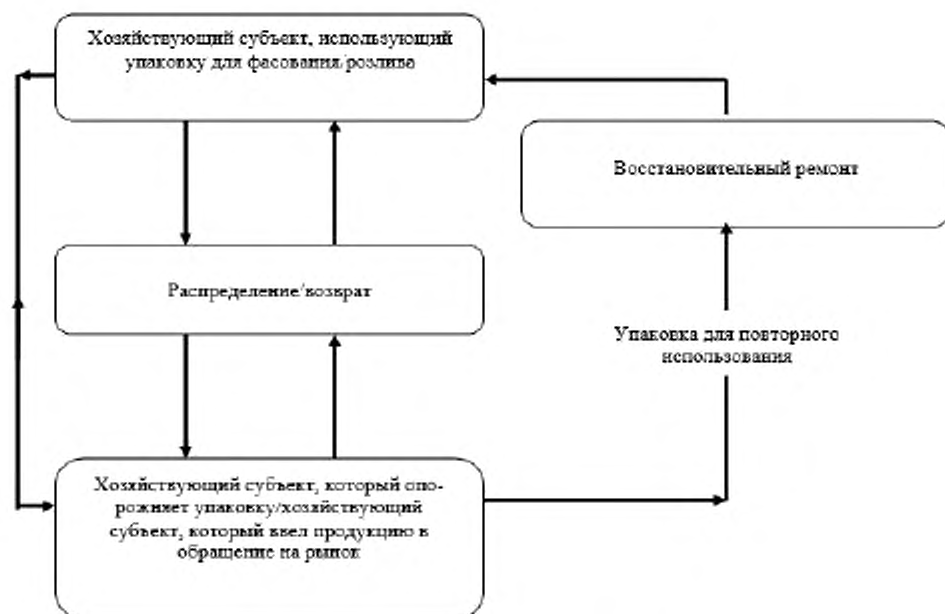 Хозяйствующий субъект, использующий
упаковку для фасования/розлива
Восстановительный ремонт
Распределение/возврат
Упаковка для повторного
использования
Хозяйствующий субъект, который опо-
рожняет упаковку/хозяйствующий
субъект, который ввел продукцию в
обращение на рынок